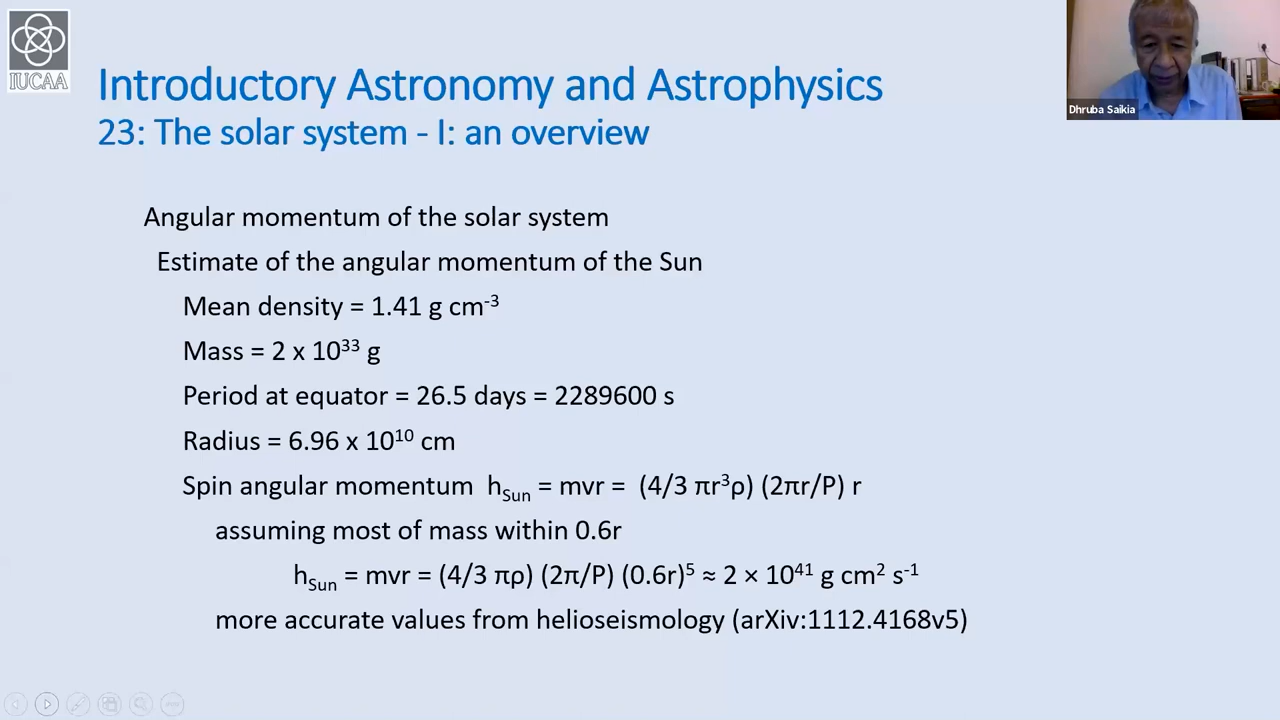 IUCAA
Introductory Astronomy and Astrophysics
23: The solar system - I: an overview
Dhruba Saikia
Angular momentum of the solar system
Estimate of the angular momentum of the Sun
Mean density = 1.41 g cm⁻³
Mass = 2 x 10³³ g
Period at equator = 26.5 days = 2289600 s
Radius = 6.96 x 10¹⁰ cm
Spin angular momentum h_Sun = mvr = (4/3 πr³ρ) (2πr/P) r
assuming most of mass within 0.6r
h_Sun = mvr = (4/3 πρ) (2π/P) (0.6r)⁵ ≈ 2 × 10⁴¹ g cm² s⁻¹
more accurate values from helioseismology (arXiv:1112.4168v5)